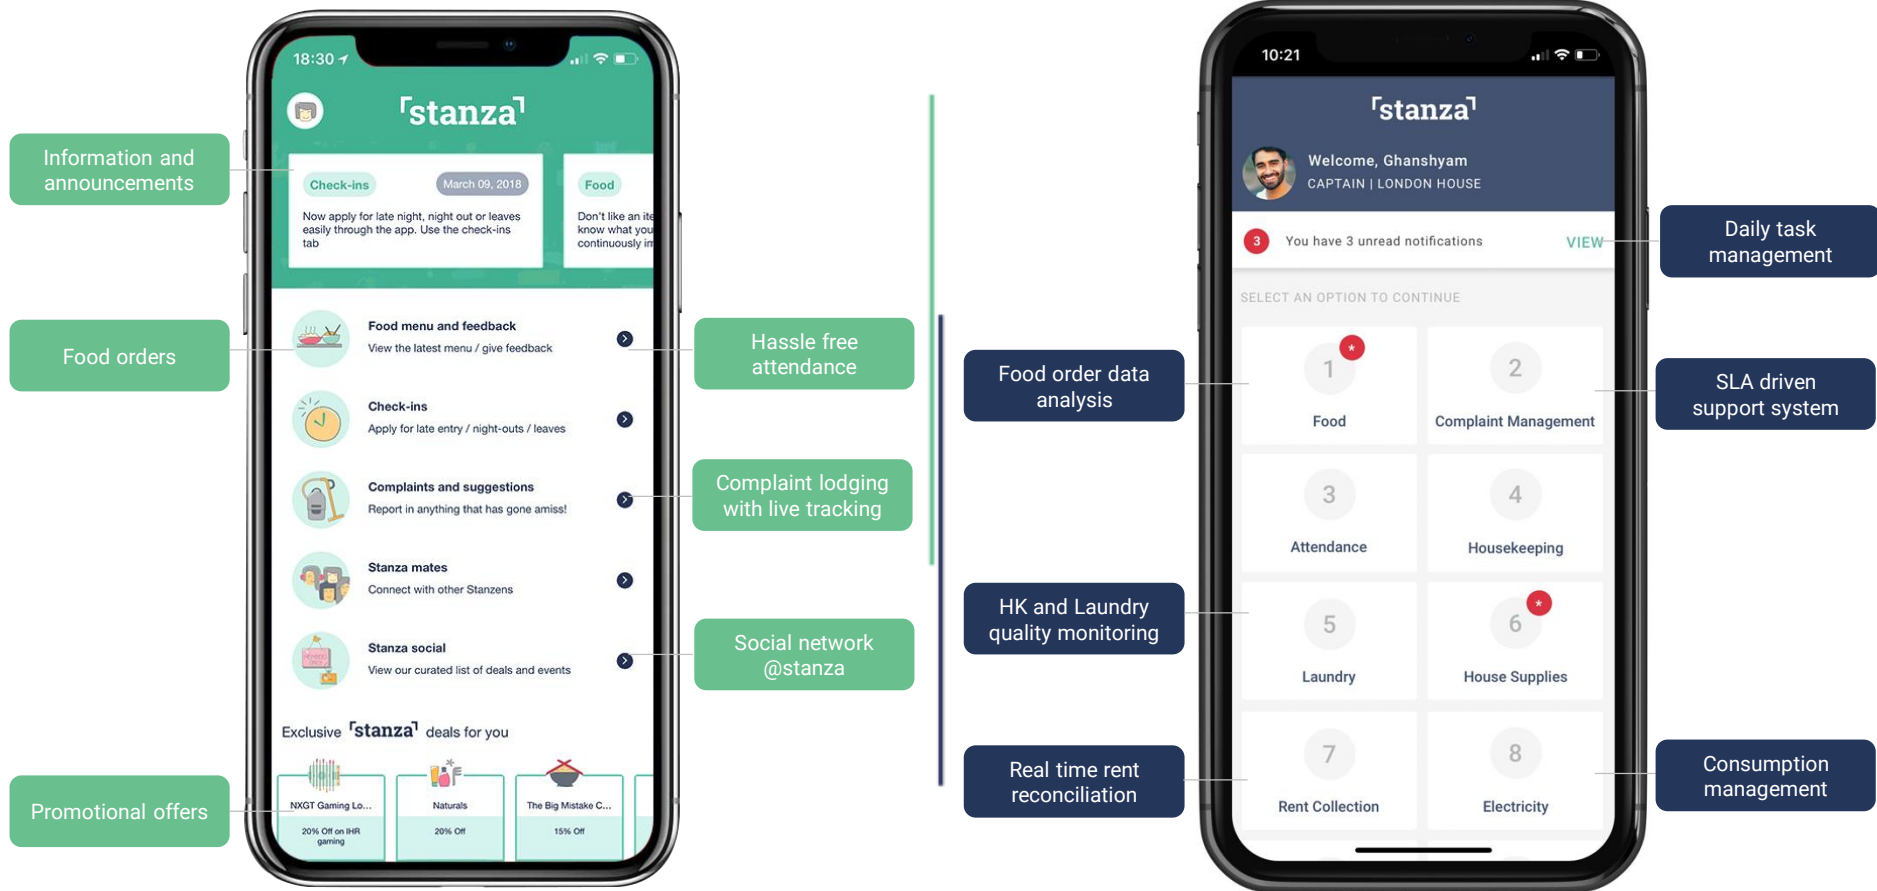 18:30
stanza
Information and
announcements
Check-ins
March 09, 2018
Now apply for late night, night out or leaves
easily through the app. Use the check-ins
tab
Food
Don't like an ite
know what you
continuously im
Food orders
Food menu and feedback
View the latest menu / give feedback
Hassle free
attendance
Check-ins
Apply for late entry / night-outs / leaves
Complaints and suggestions
Report in anything that has gone amiss!
Complaint lodging
with live tracking
Stanza mates
Connect with other Stanzens
Stanza social
View our curated list of deals and events
Social network
@stanza
Exclusive stanza deals for you
Promotional offers
NXGT Gaming Lo...
20% Off on IHR
gaming
Naturals
20% Off
The Big Mistake C...
15% Off
10:21
stanza
Welcome, Ghanshyam
CAPTAIN | LONDON HOUSE
3 You have 3 unread notifications VIEW
Daily task
management
SELECT AN OPTION TO CONTINUE
Food order data
analysis
1 *
Food
2
Complaint Management
SLA driven
support system
3
Attendance
4
Housekeeping
HK and Laundry
quality monitoring
5
Laundry
6 *
House Supplies
Real time rent
reconciliation
7
Rent Collection
8
Electricity
Consumption
management